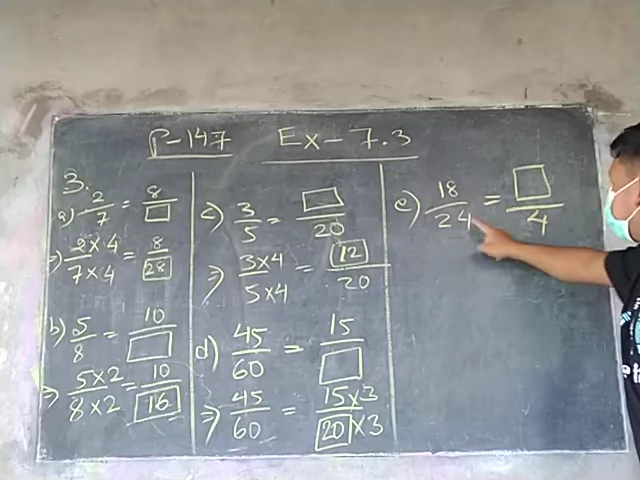 P-147 Ex-7.3
3.
a) 2/7 = 8/□
⇒ 2×4/7×4 = 8/28
b) 5/8 = 10/□
⇒ 5×2/8×2 = 10/16
c) 3/5 = □/20
⇒ 3×4/5×4 = 12/20
d) 45/60 = 15/□
⇒ 45/60 = 15×3/20×3
e) 18/24 = □/4